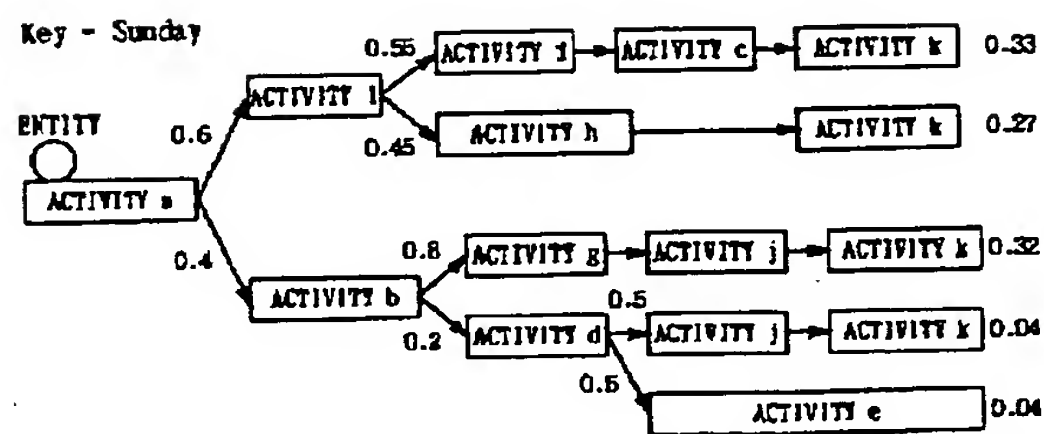 Key - Sunday
0.55
ACTIVITY f
ACTIVITY c
ACTIVITY k
0.33
ACTIVITY i
ENTITY
0.6
0.45
ACTIVITY h
ACTIVITY k
0.27
ACTIVITY a
0.4
0.8
ACTIVITY g
ACTIVITY j
ACTIVITY k
0.32
ACTIVITY b
0.5
0.2
ACTIVITY d
ACTIVITY j
ACTIVITY k
0.04
0.5
ACTIVITY e
0.04